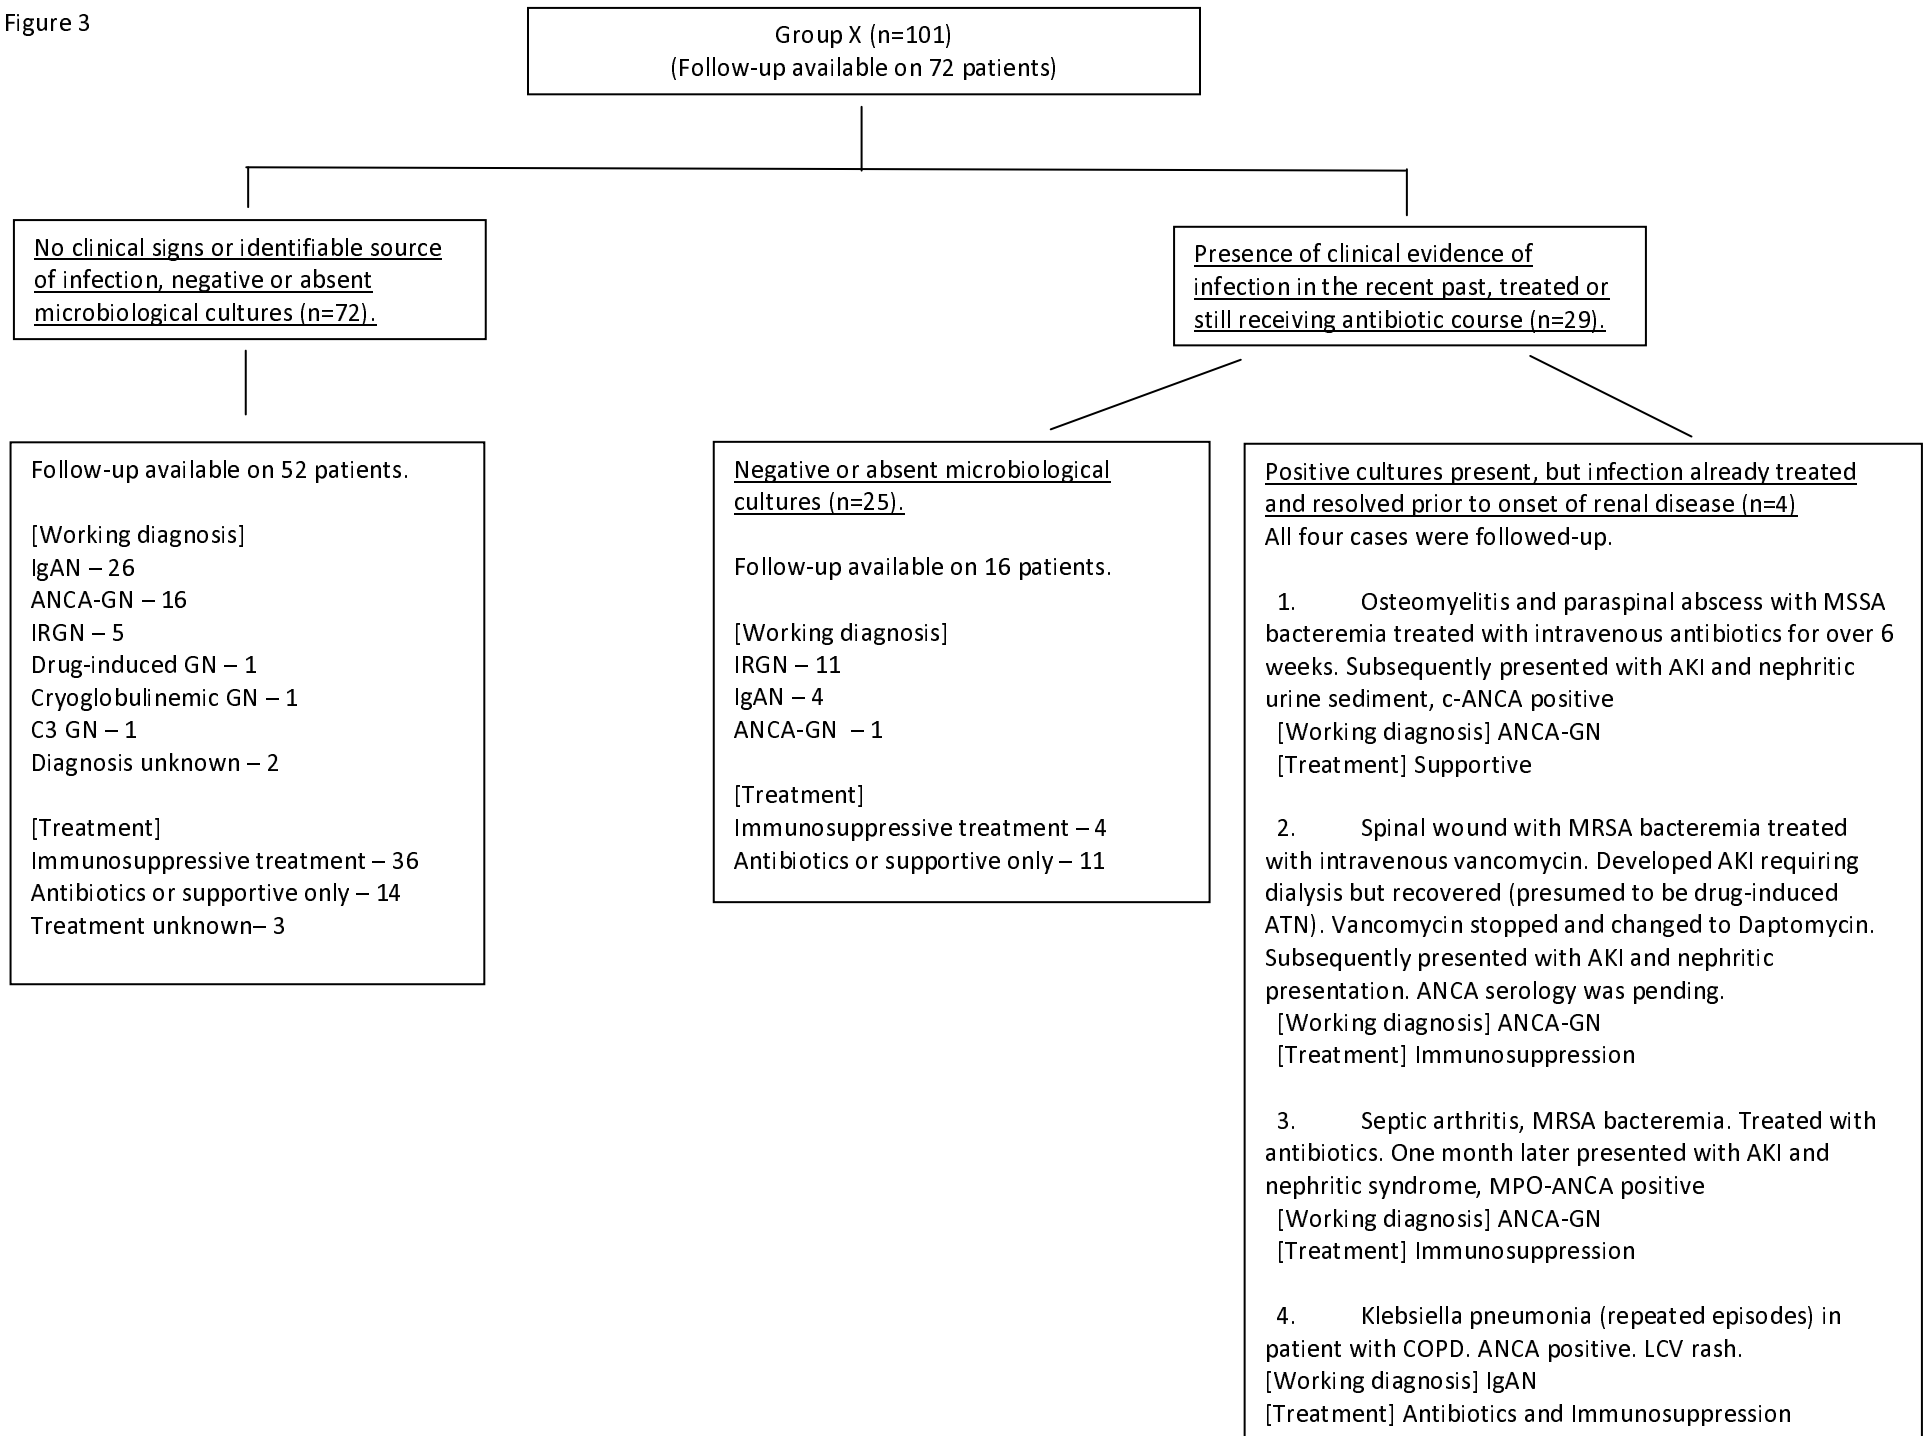 Figure 3
Group X (n=101)
(Follow-up available on 72 patients)
No clinical signs or identifiable source
of infection, negative or absent
microbiological cultures (n=72).
Presence of clinical evidence of
infection in the recent past, treated or
still receiving antibiotic course (n=29).
Follow-up available on 52 patients.
[Working diagnosis]
IgAN – 26
ANCA-GN – 16
IRGN – 5
Drug-induced GN – 1
Cryoglobulinemic GN – 1
C3 GN – 1
Diagnosis unknown – 2
[Treatment]
Immunosuppressive treatment – 36
Antibiotics or supportive only – 14
Treatment unknown– 3
Negative or absent microbiological
cultures (n=25).
Follow-up available on 16 patients.
[Working diagnosis]
IRGN – 11
IgAN – 4
ANCA-GN – 1
[Treatment]
Immunosuppressive treatment – 4
Antibiotics or supportive only – 11
Positive cultures present, but infection already treated
and resolved prior to onset of renal disease (n=4)
All four cases were followed-up.
1. Osteomyelitis and paraspinal abscess with MSSA
bacteremia treated with intravenous antibiotics for over 6
weeks. Subsequently presented with AKI and nephritic
urine sediment, c-ANCA positive
[Working diagnosis] ANCA-GN
[Treatment] Supportive
2. Spinal wound with MRSA bacteremia treated
with intravenous vancomycin. Developed AKI requiring
dialysis but recovered (presumed to be drug-induced
ATN). Vancomycin stopped and changed to Daptomycin.
Subsequently presented with AKI and nephritic
presentation. ANCA serology was pending.
[Working diagnosis] ANCA-GN
[Treatment] Immunosuppression
3. Septic arthritis, MRSA bacteremia. Treated with
antibiotics. One month later presented with AKI and
nephritic syndrome, MPO-ANCA positive
[Working diagnosis] ANCA-GN
[Treatment] Immunosuppression
4. Klebsiella pneumonia (repeated episodes) in
patient with COPD. ANCA positive. LCV rash.
[Working diagnosis] IgAN
[Treatment] Antibiotics and Immunosuppression